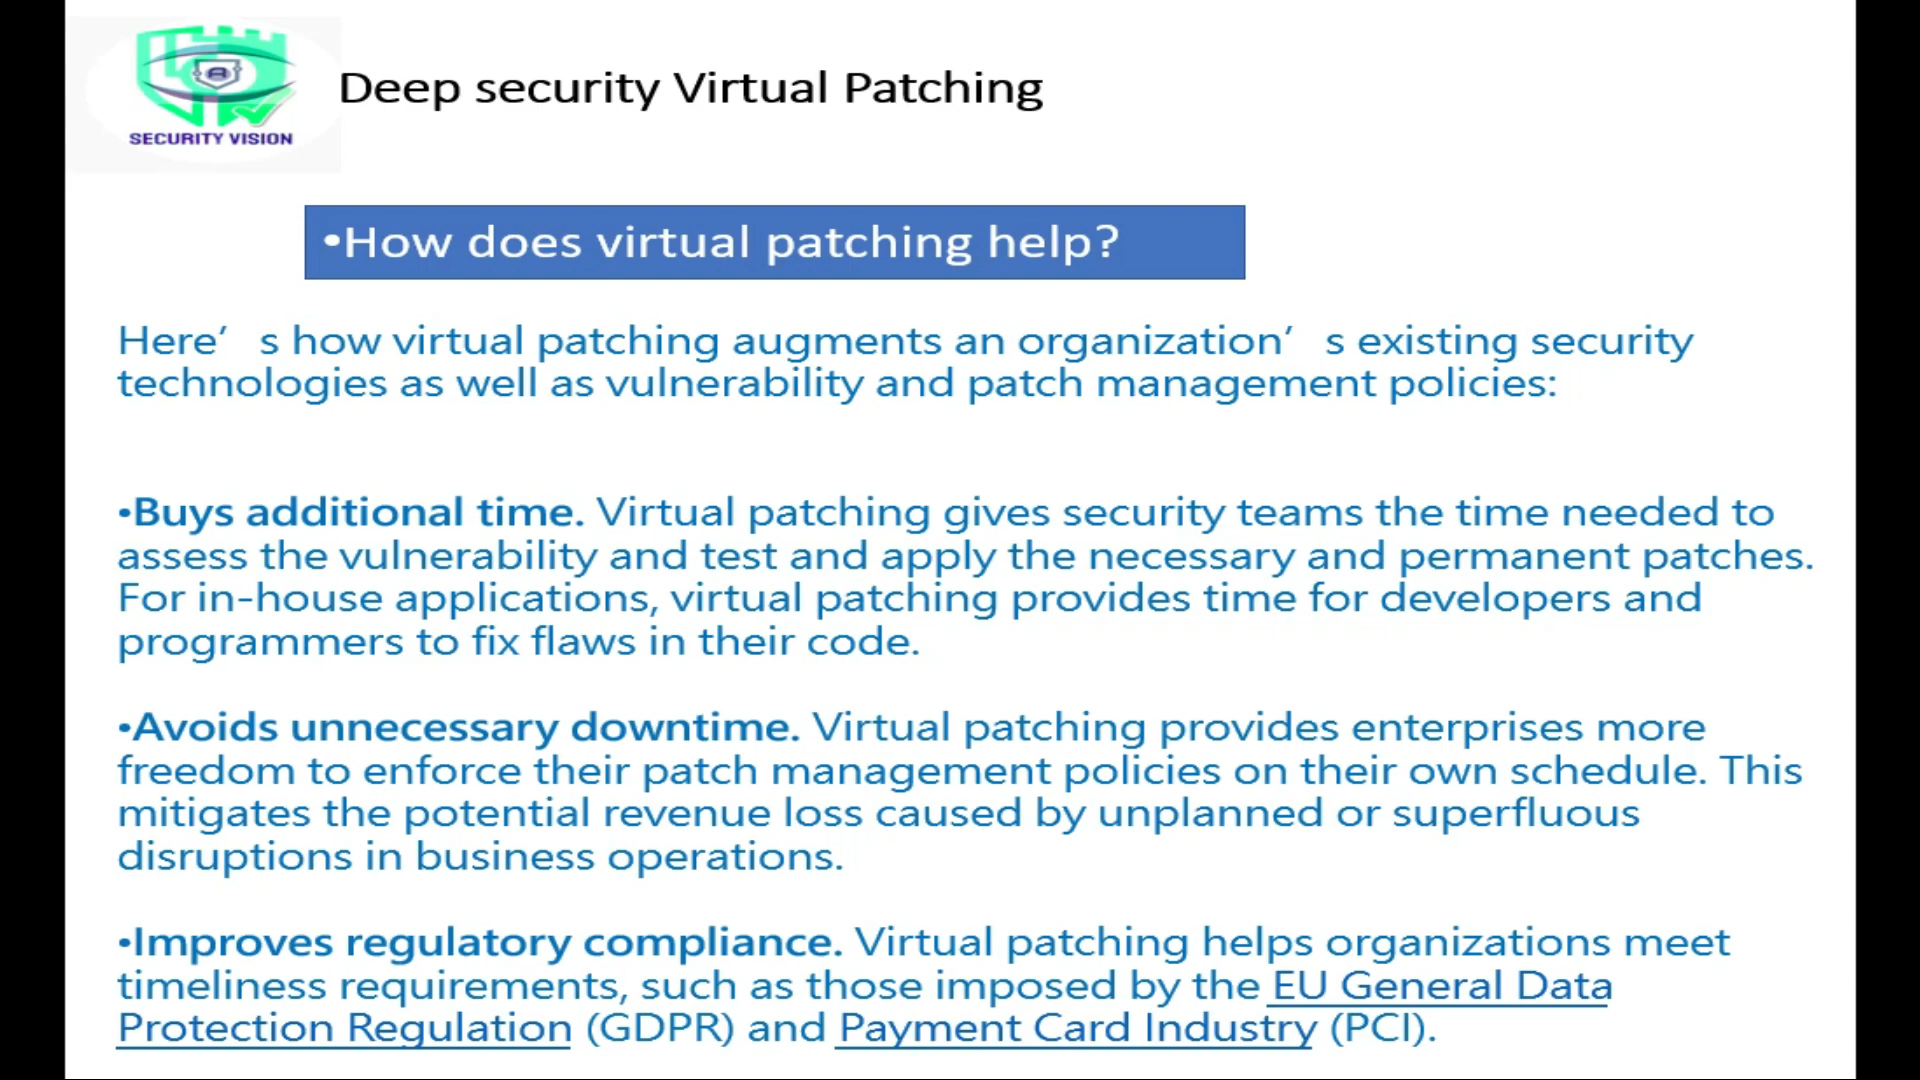 SECURITY VISION
Deep security Virtual Patching
•How does virtual patching help?
Here’ s how virtual patching augments an organization’ s existing security
technologies as well as vulnerability and patch management policies:
•Buys additional time. Virtual patching gives security teams the time needed to
assess the vulnerability and test and apply the necessary and permanent patches.
For in-house applications, virtual patching provides time for developers and
programmers to fix flaws in their code.
•Avoids unnecessary downtime. Virtual patching provides enterprises more
freedom to enforce their patch management policies on their own schedule. This
mitigates the potential revenue loss caused by unplanned or superfluous
disruptions in business operations.
•Improves regulatory compliance. Virtual patching helps organizations meet
timeliness requirements, such as those imposed by the EU General Data
Protection Regulation (GDPR) and Payment Card Industry (PCI).